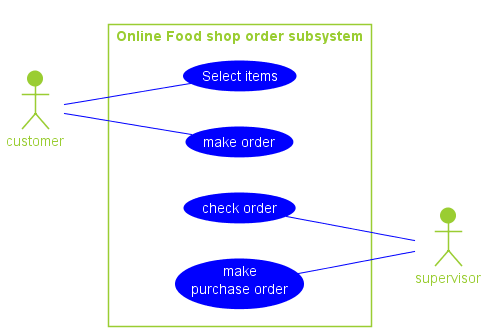 Online Food shop order subsystem
Select items
customer
make order
check order
supervisor
make
purchase order